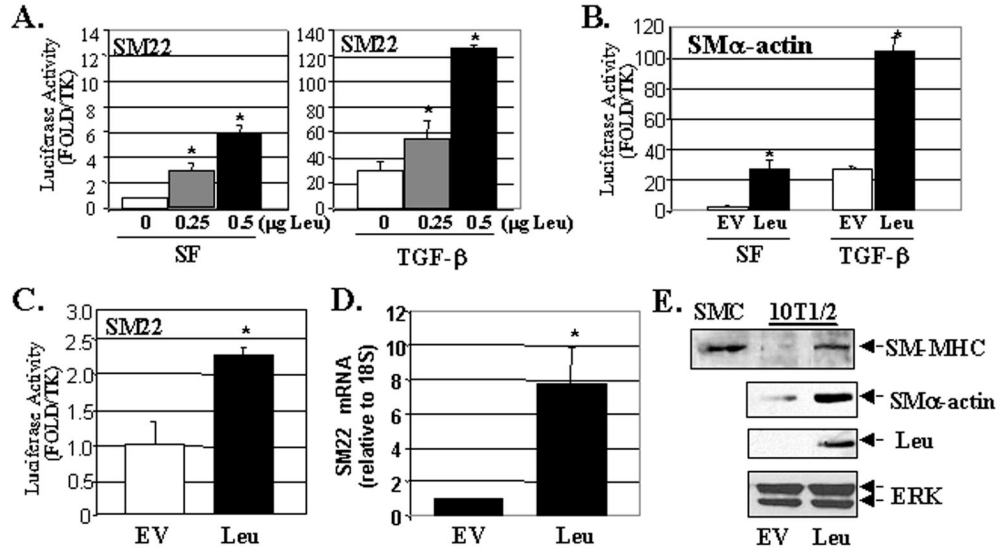 A.
SM22
Luciferase Activity
(FOLD/TK)
14
12
10
8
6
4
2
0
*
*
0 0.25 0.5 (μg Leu)
SF
SM22
140
120
100
80
60
40
20
0
*
*
0 0.25 0.5 (μg Leu)
TGF-β
B.
SMα-actin
Luciferase Activity
(FOLD/TK)
120
100
80
60
40
20
0
*
*
EV Leu EV Leu
SF TGF-β
C.
SM22
Luciferase Activity
(FOLD/TK)
3.0
2.5
2.0
1.5
1.0
0.5
0
*
EV Leu
D.
SM22 mRNA
(relative to 18S)
12
10
8
6
4
2
0
*
EV Leu
E.
SMC 10T1/2
SM-MHC
SMα-actin
Leu
ERK
EV Leu